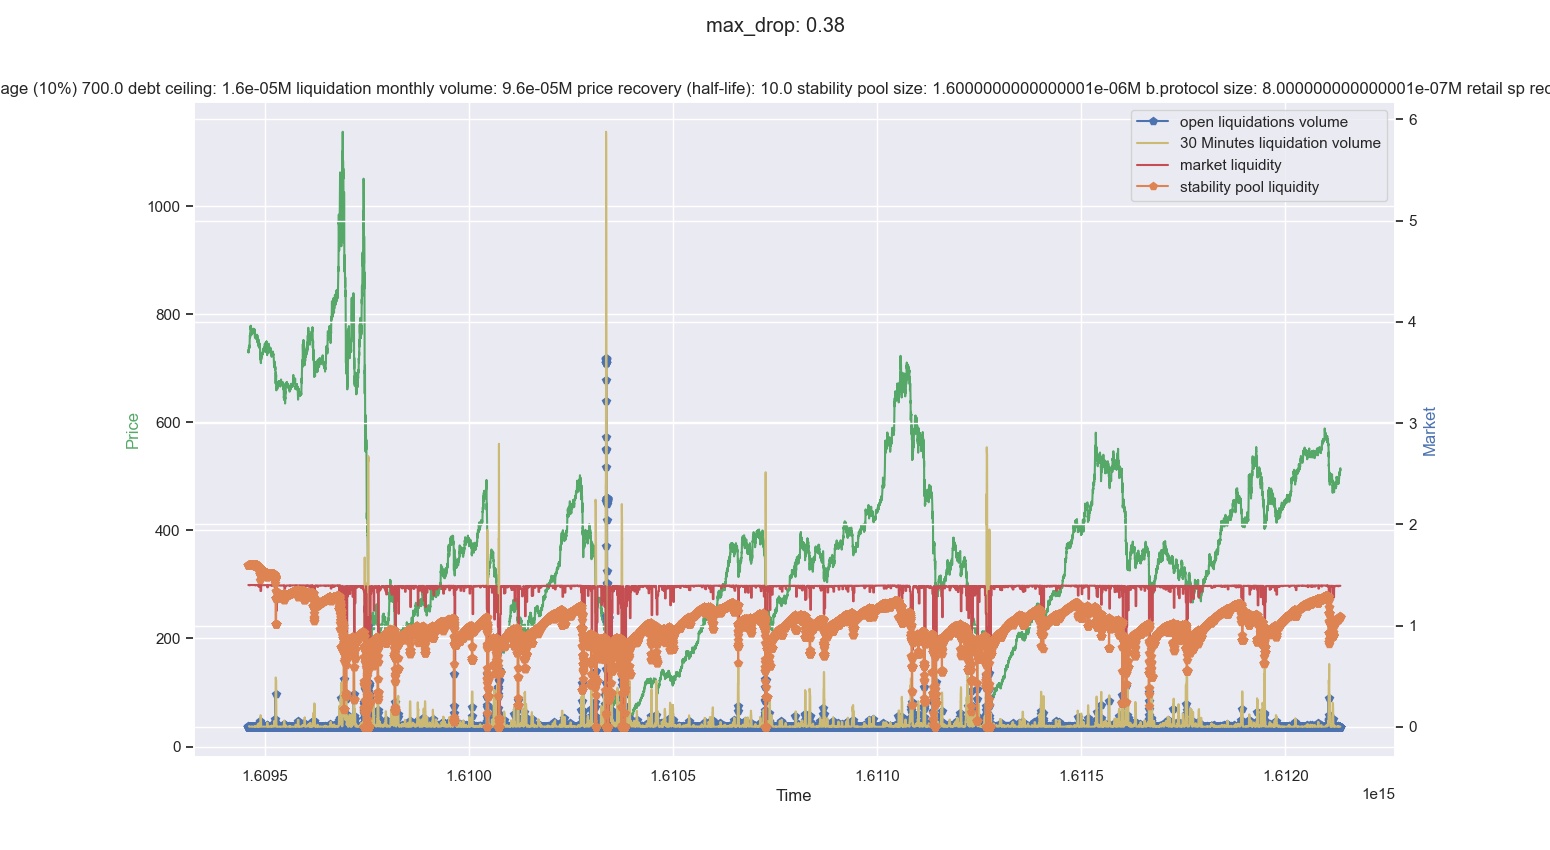 max_drop: 0.38
age (10%) 700.0 debt ceiling: 1.6e-05M liquidation monthly volume: 9.6e-05M price recovery (half-life): 10.0 stability pool size: 1.6000000000000001e-06M b.protocol size: 8.000000000000001e-07M retail sp rec
open liquidations volume
30 Minutes liquidation volume
market liquidity
stability pool liquidity
Price
1000
800
600
400
200
0
6
5
4
3
2
1
0
Market
1.6095 1.6100 1.6105 1.6110 1.6115 1.6120
1e15
Time